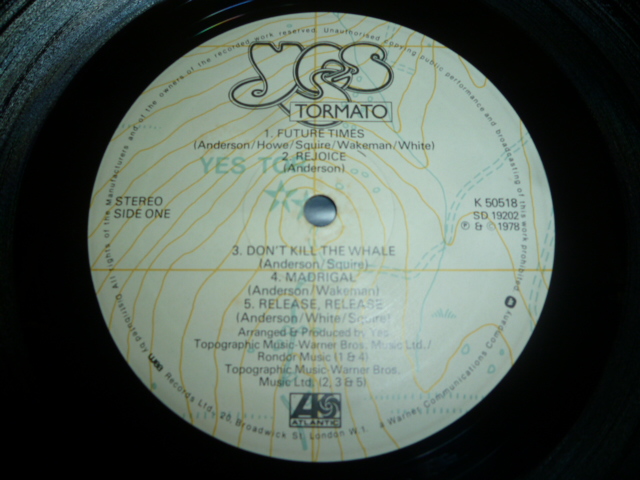 YES
TORMATO
1. FUTURE TIMES
(Anderson/Howe/Squire/Wakeman/White)
2. REJOICE
(Anderson)
YES TOR
STEREO
SIDE ONE
K 50518
SD 19202
℗ & © 1978
3. DON'T KILL THE WHALE
(Anderson/Squire)
4. MADRIGAL
(Anderson/Wakeman)
5. RELEASE, RELEASE
(Anderson/White/Squire)
Arranged & Produced by Yes.
Topographic Music-Warner Bros. Music Ltd./
Rondor Music (1 & 4)
Topographic Music-Warner Bros.
Music Ltd. (2, 3 & 5)
ATLANTIC
All rights of the Manufacturers and of the owners of the recorded work reserved. Unauthorised copying public performance and broadcasting of this work prohibited.
Distributed by wea Records Ltd., 20, Broadwick St. London W.1. a Warner Communications Company